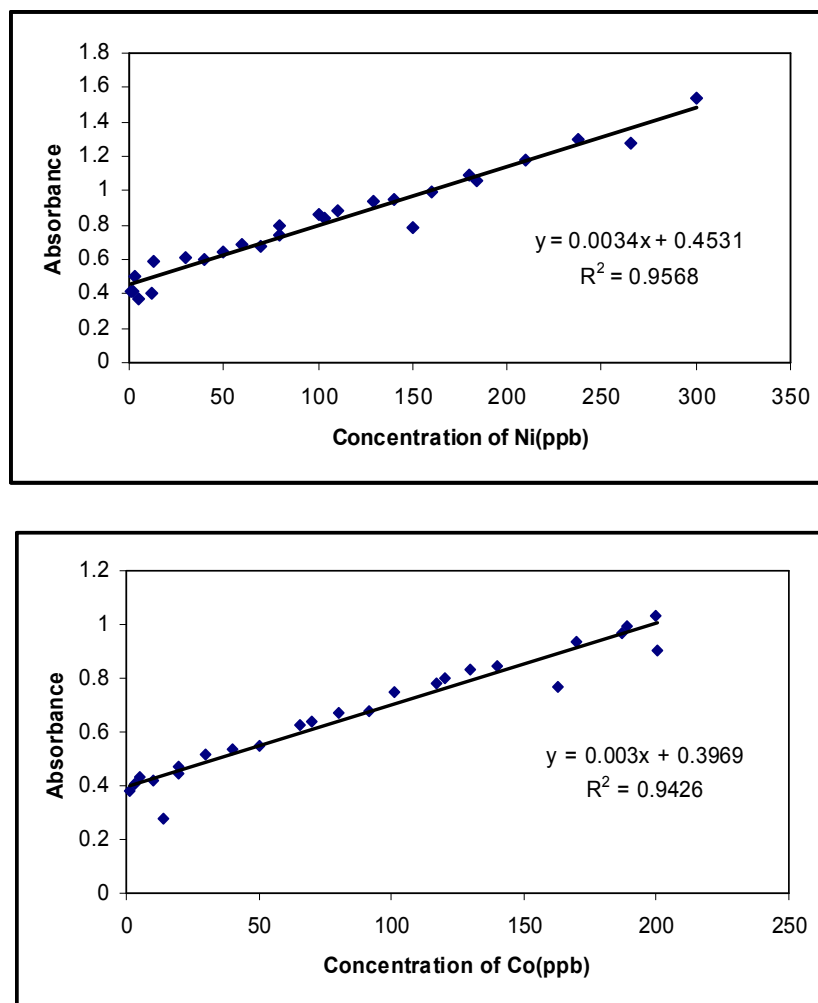 1.8
1.6
1.4
1.2
1
0.8
0.6
0.4
0.2
0
Absorbance
y = 0.0034x + 0.4531
R² = 0.9568
0 50 100 150 200 250 300 350
Concentration of Ni(ppb)
1.2
1
0.8
0.6
0.4
0.2
0
Absorbance
y = 0.003x + 0.3969
R² = 0.9426
0 50 100 150 200 250
Concentration of Co(ppb)